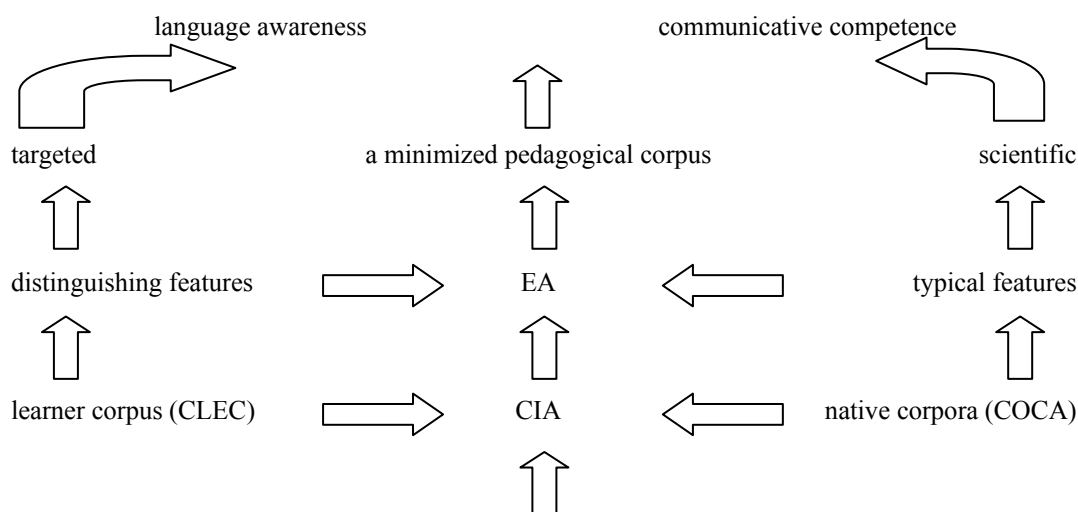 language awareness communicative competence
targeted a minimized pedagogical corpus scientific
distinguishing features EA typical features
learner corpus (CLEC) CIA native corpora (COCA)